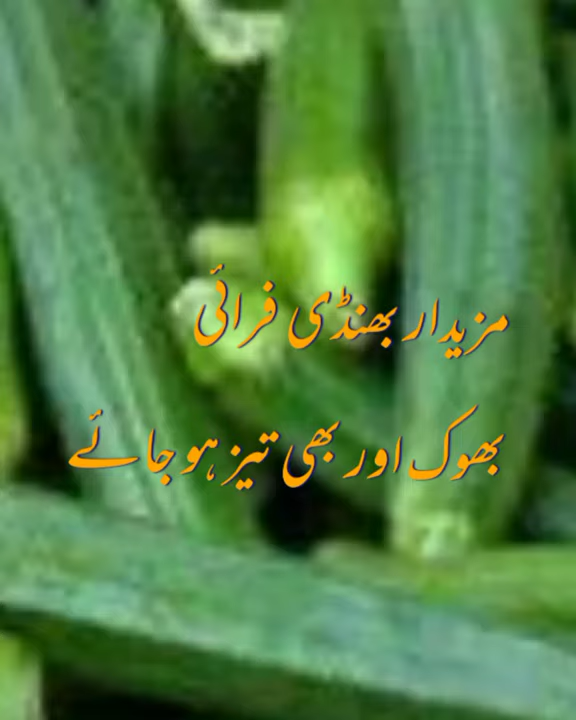 مزیدار بھنڈی فرائی
بھوک اور بھی تیز ہو جائے